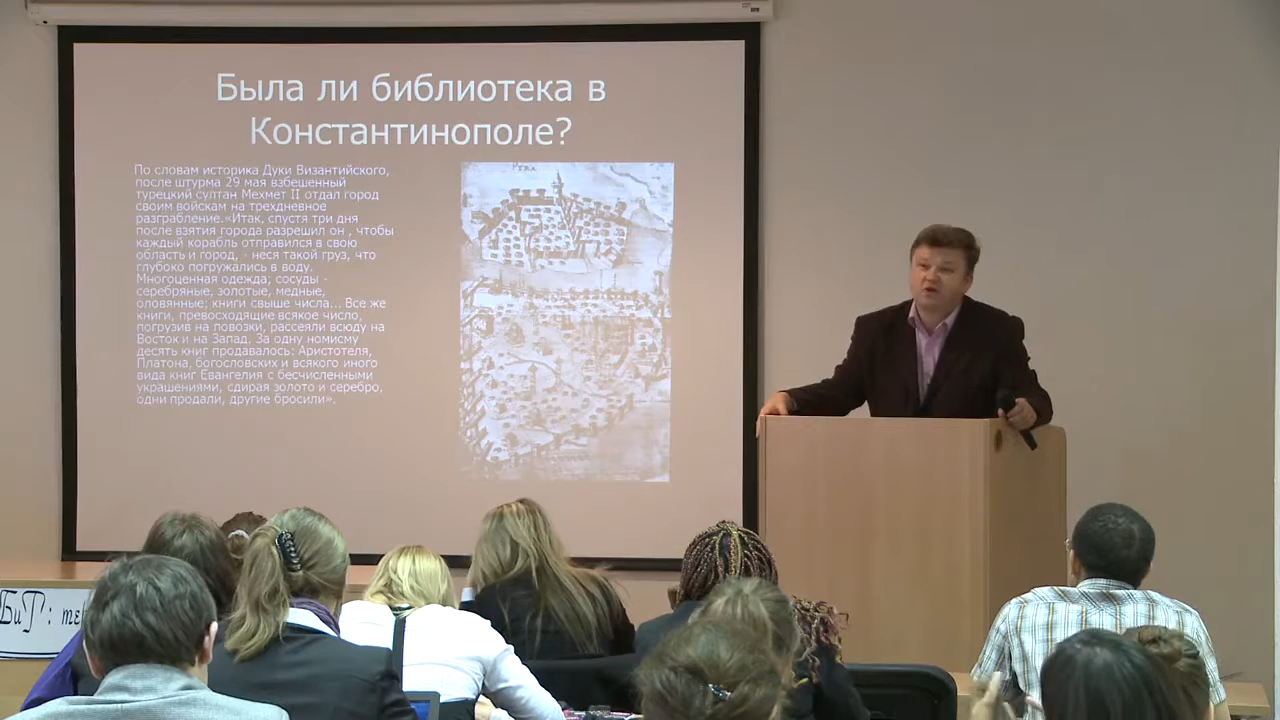 Была ли библиотека в
Константинополе?
По словам историка Дуки Византийского,
после штурма 29 мая взбешенный
турецкий султан Мехмет II отдал город
своим войскам на трехдневное
разграбление.«Итак, спустя три дня
после взятия города разрешил он , чтобы
каждый корабль отправился в свою
область и город, - неся такой груз, что
глубоко погружались в воду.
Многоценная одежда; сосуды -
серебряные, золотые, медные,
оловянные; книги свыше числа... Все же
книги, превосходящие всякое число,
погрузив на повозки, рассеяли всюду на
Восток и на Запад. За одну номисму
десять книг продавалось: Аристотеля,
Платона, богословских и всякого иного
вида книг Евангелия с бесчисленными
украшениями, сдирая золото и серебро,
одни продали, другие бросили».
БиТ: те